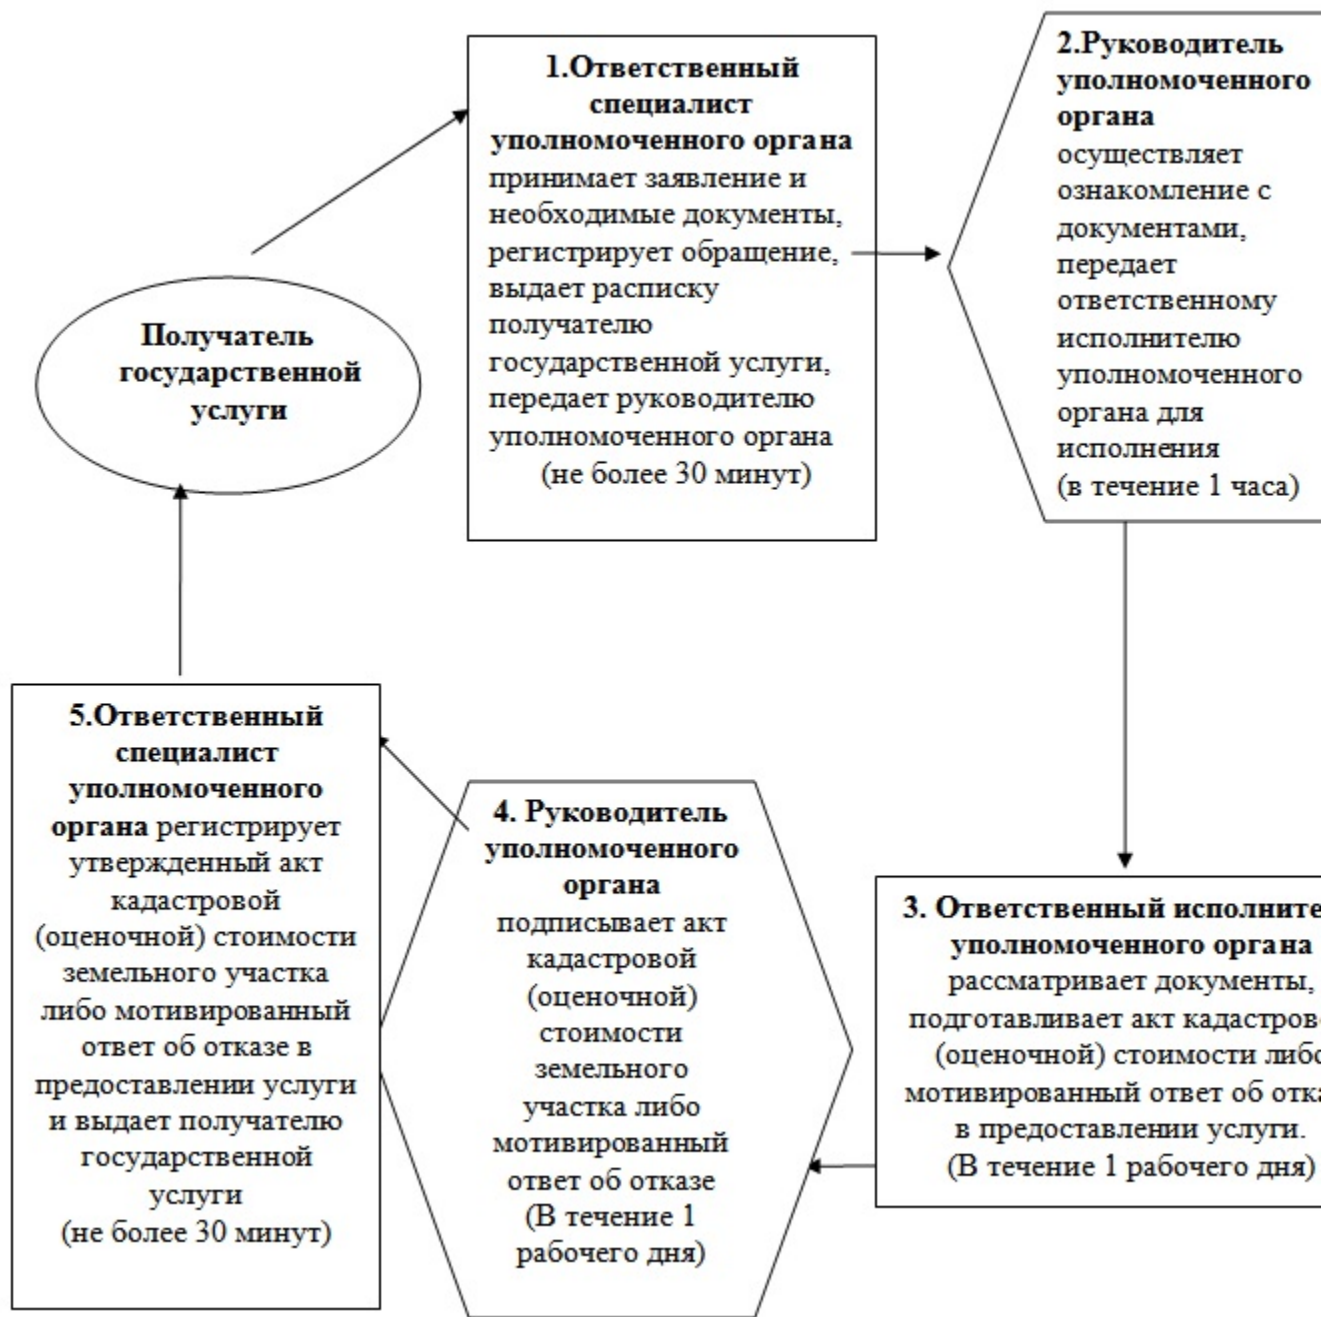 Получатель
государственной
услуги
1.Ответственный
специалист
уполномоченного органа
принимает заявление и
необходимые документы,
регистрирует обращение,
выдает расписку
получателю
государственной услуги,
передает руководителю
уполномоченного органа
(не более 30 минут)
2.Руководитель
уполномоченного
органа
осуществляет
ознакомление с
документами,
передает
ответственному
исполнителю
уполномоченного
органа для
исполнения
(в течение 1 часа)
3. Ответственный исполните
уполномоченного органа
рассматривает документы,
подготавливает акт кадастров
(оценочной) стоимости либо
мотивированный ответ об отка
в предоставлении услуги.
(В течение 1 рабочего дня)
4. Руководитель
уполномоченного
органа
подписывает акт
кадастровой
(оценочной)
стоимости
земельного
участка либо
мотивированный
ответ об отказе
(В течение 1
рабочего дня)
5.Ответственный
специалист
уполномоченного
органа регистрирует
утвержденный акт
кадастровой
(оценочной) стоимости
земельного участка
либо мотивированный
ответ об отказе в
предоставлении услуги
и выдает получателю
государственной
услуги
(не более 30 минут)